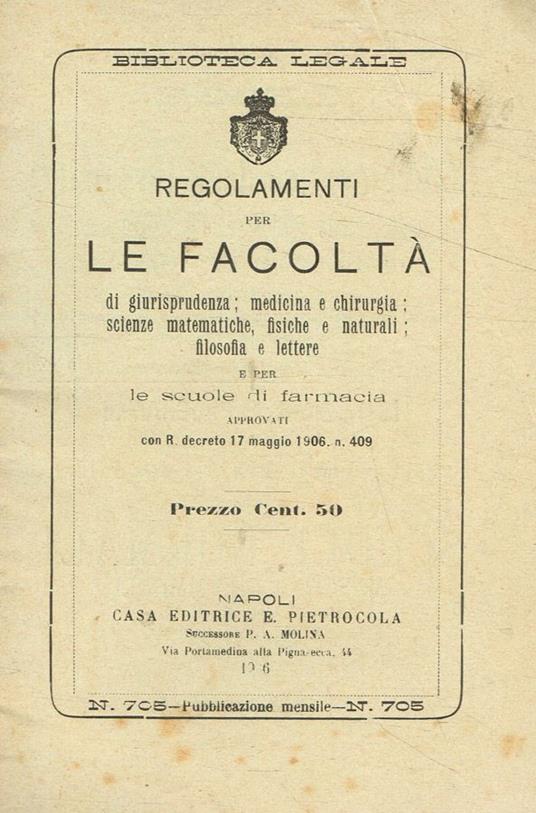 BIBLIOTECA LEGALE
REGOLAMENTI
PER
LE FACOLTÀ
di giurisprudenza; medicina e chirurgia;
scienze matematiche, fisiche e naturali;
filosofia e lettere
E PER
le scuole di farmacia
APPROVATI
con R. decreto 17 maggio 1906. n. 409
Prezzo Cent. 50
NAPOLI
CASA EDITRICE E. PIETROCOLA
SUCCESSORE P. A. MOLINA
Via Portamedina alla Pignasecca, 44
N. 705—Pubblicazione mensile—N. 705